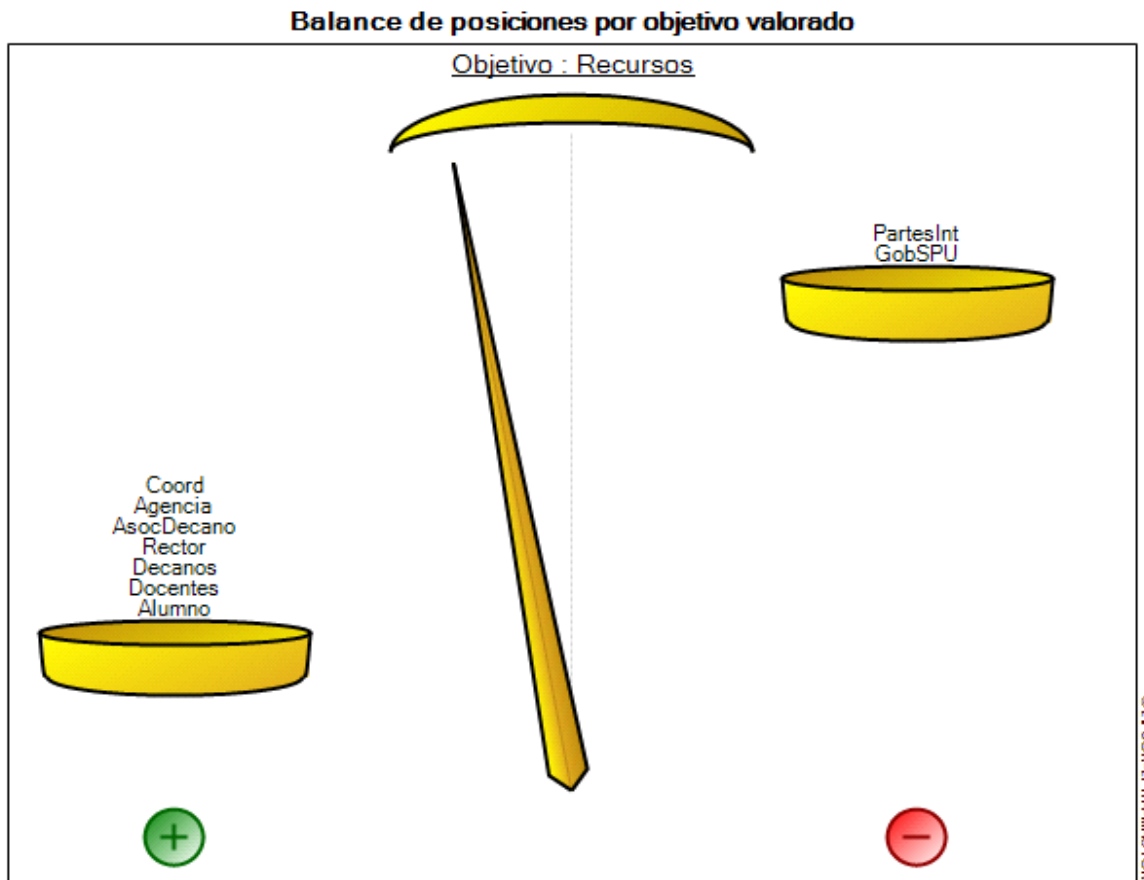 Balance de posiciones por objetivo valorado
Objetivo : Recursos
PartesInt
GobSPU
Coord
Agencia
AsocDecano
Rector
Decanos
Docentes
Alumno
+
−